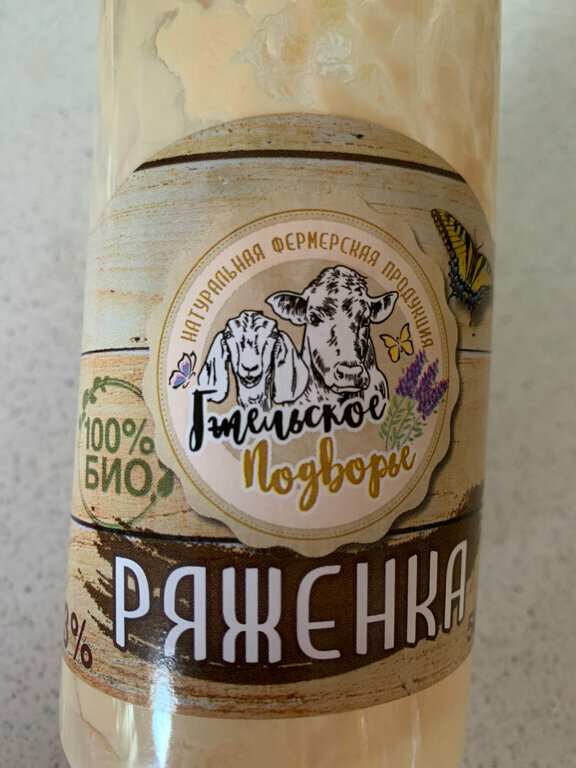 НАТУРАЛЬНАЯ ФЕРМЕРСКАЯ ПРОДУКЦИЯ
Гжельское
Подворье
100%
БИО
РЯЖЕНКА
%